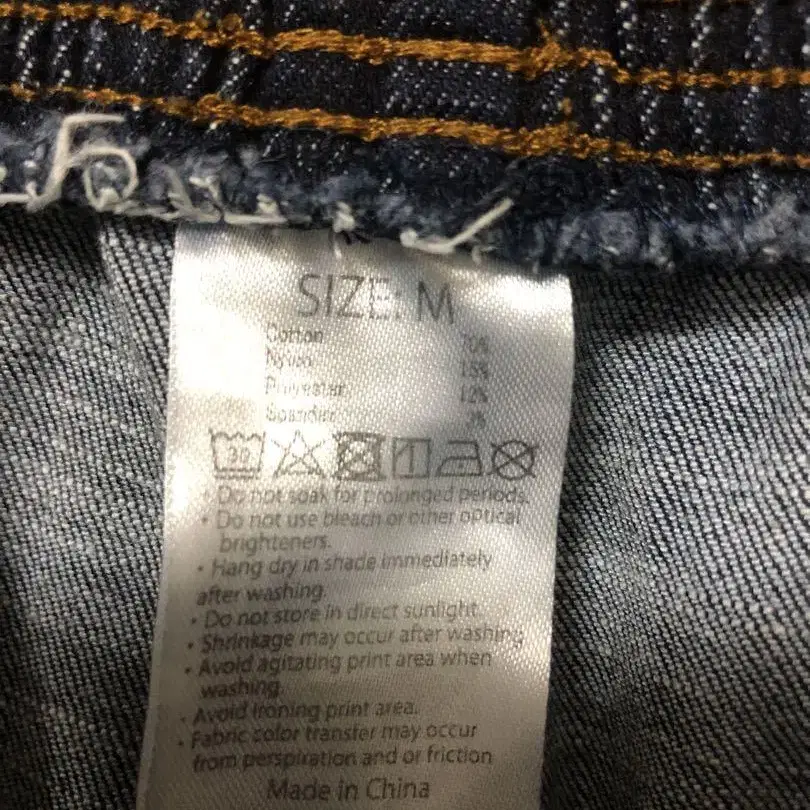 SIZE: M
Cotton 70%
Nylon 15%
Polyester 12%
Spandex
30
• Do not soak for prolonged periods.
• Do not use bleach or other optical
brighteners.
• Hang dry in shade immediately
after washing.
• Do not store in direct sunlight.
• Shrinkage may occur after washing
• Avoid agitating print area when
washing.
• Avoid ironing print area.
• Fabric color transfer may occur
from perspiration and or friction
Made in China